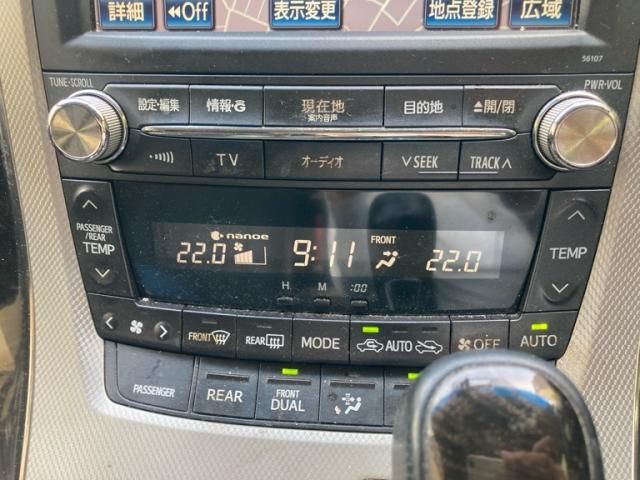 詳細 ◀◀Off 表示変更 地点登録 広域
56107
TUNE•SCROLL PWR•VOL
設定•編集 情報•G 現在地 案内音声 目的地 ▲開/閉
TV オーディオ ∨SEEK TRACK∧
PASSENGER/REAR TEMP
nanoe FRONT
22.0 9:11 22.0
TEMP
H M :00
FRONT REAR MODE AUTO OFF AUTO
PASSENGER REAR FRONT DUAL